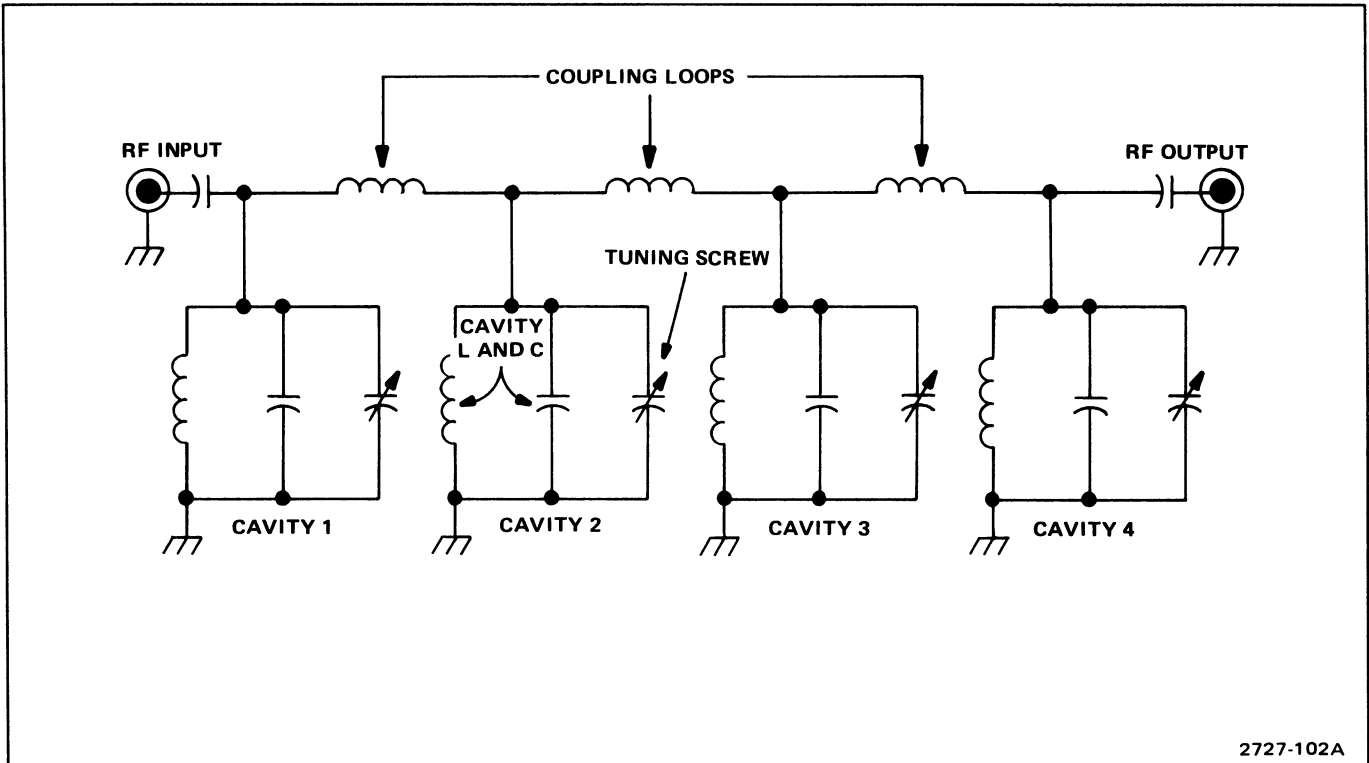 COUPLING LOOPS
RF INPUT
RF OUTPUT
TUNING SCREW
CAVITY
L AND C
CAVITY 1
CAVITY 2
CAVITY 3
CAVITY 4
2727-102A